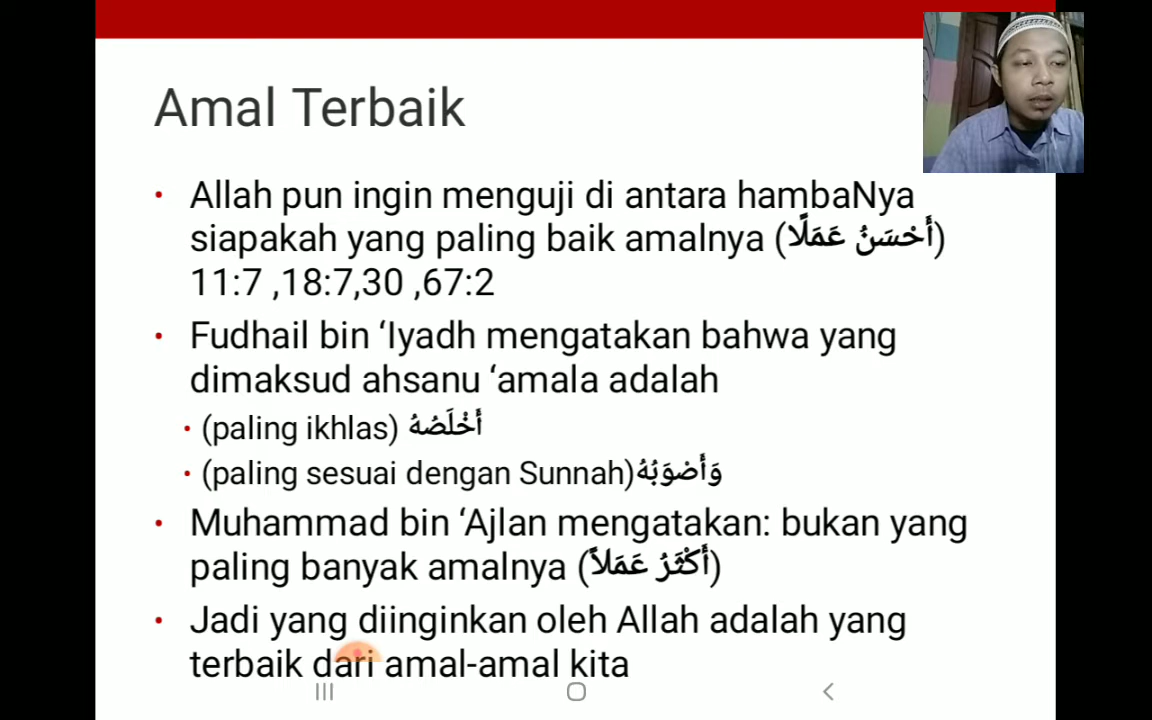 Amal Terbaik
• Allah pun ingin menguji di antara hambaNya
siapakah yang paling baik amalnya (أَحْسَنُ عَمَلًا)
11:7 ,18:7,30 ,67:2
• Fudhail bin ‘Iyadh mengatakan bahwa yang
dimaksud ahsanu ‘amala adalah
• (paling ikhlas) أَخْلَصُهُ
• (paling sesuai dengan Sunnah)وَأَصْوَبُهُ
• Muhammad bin ‘Ajlan mengatakan: bukan yang
paling banyak amalnya (أَكْثَرُ عَمَلاً)
• Jadi yang diinginkan oleh Allah adalah yang
terbaik dari amal-amal kita